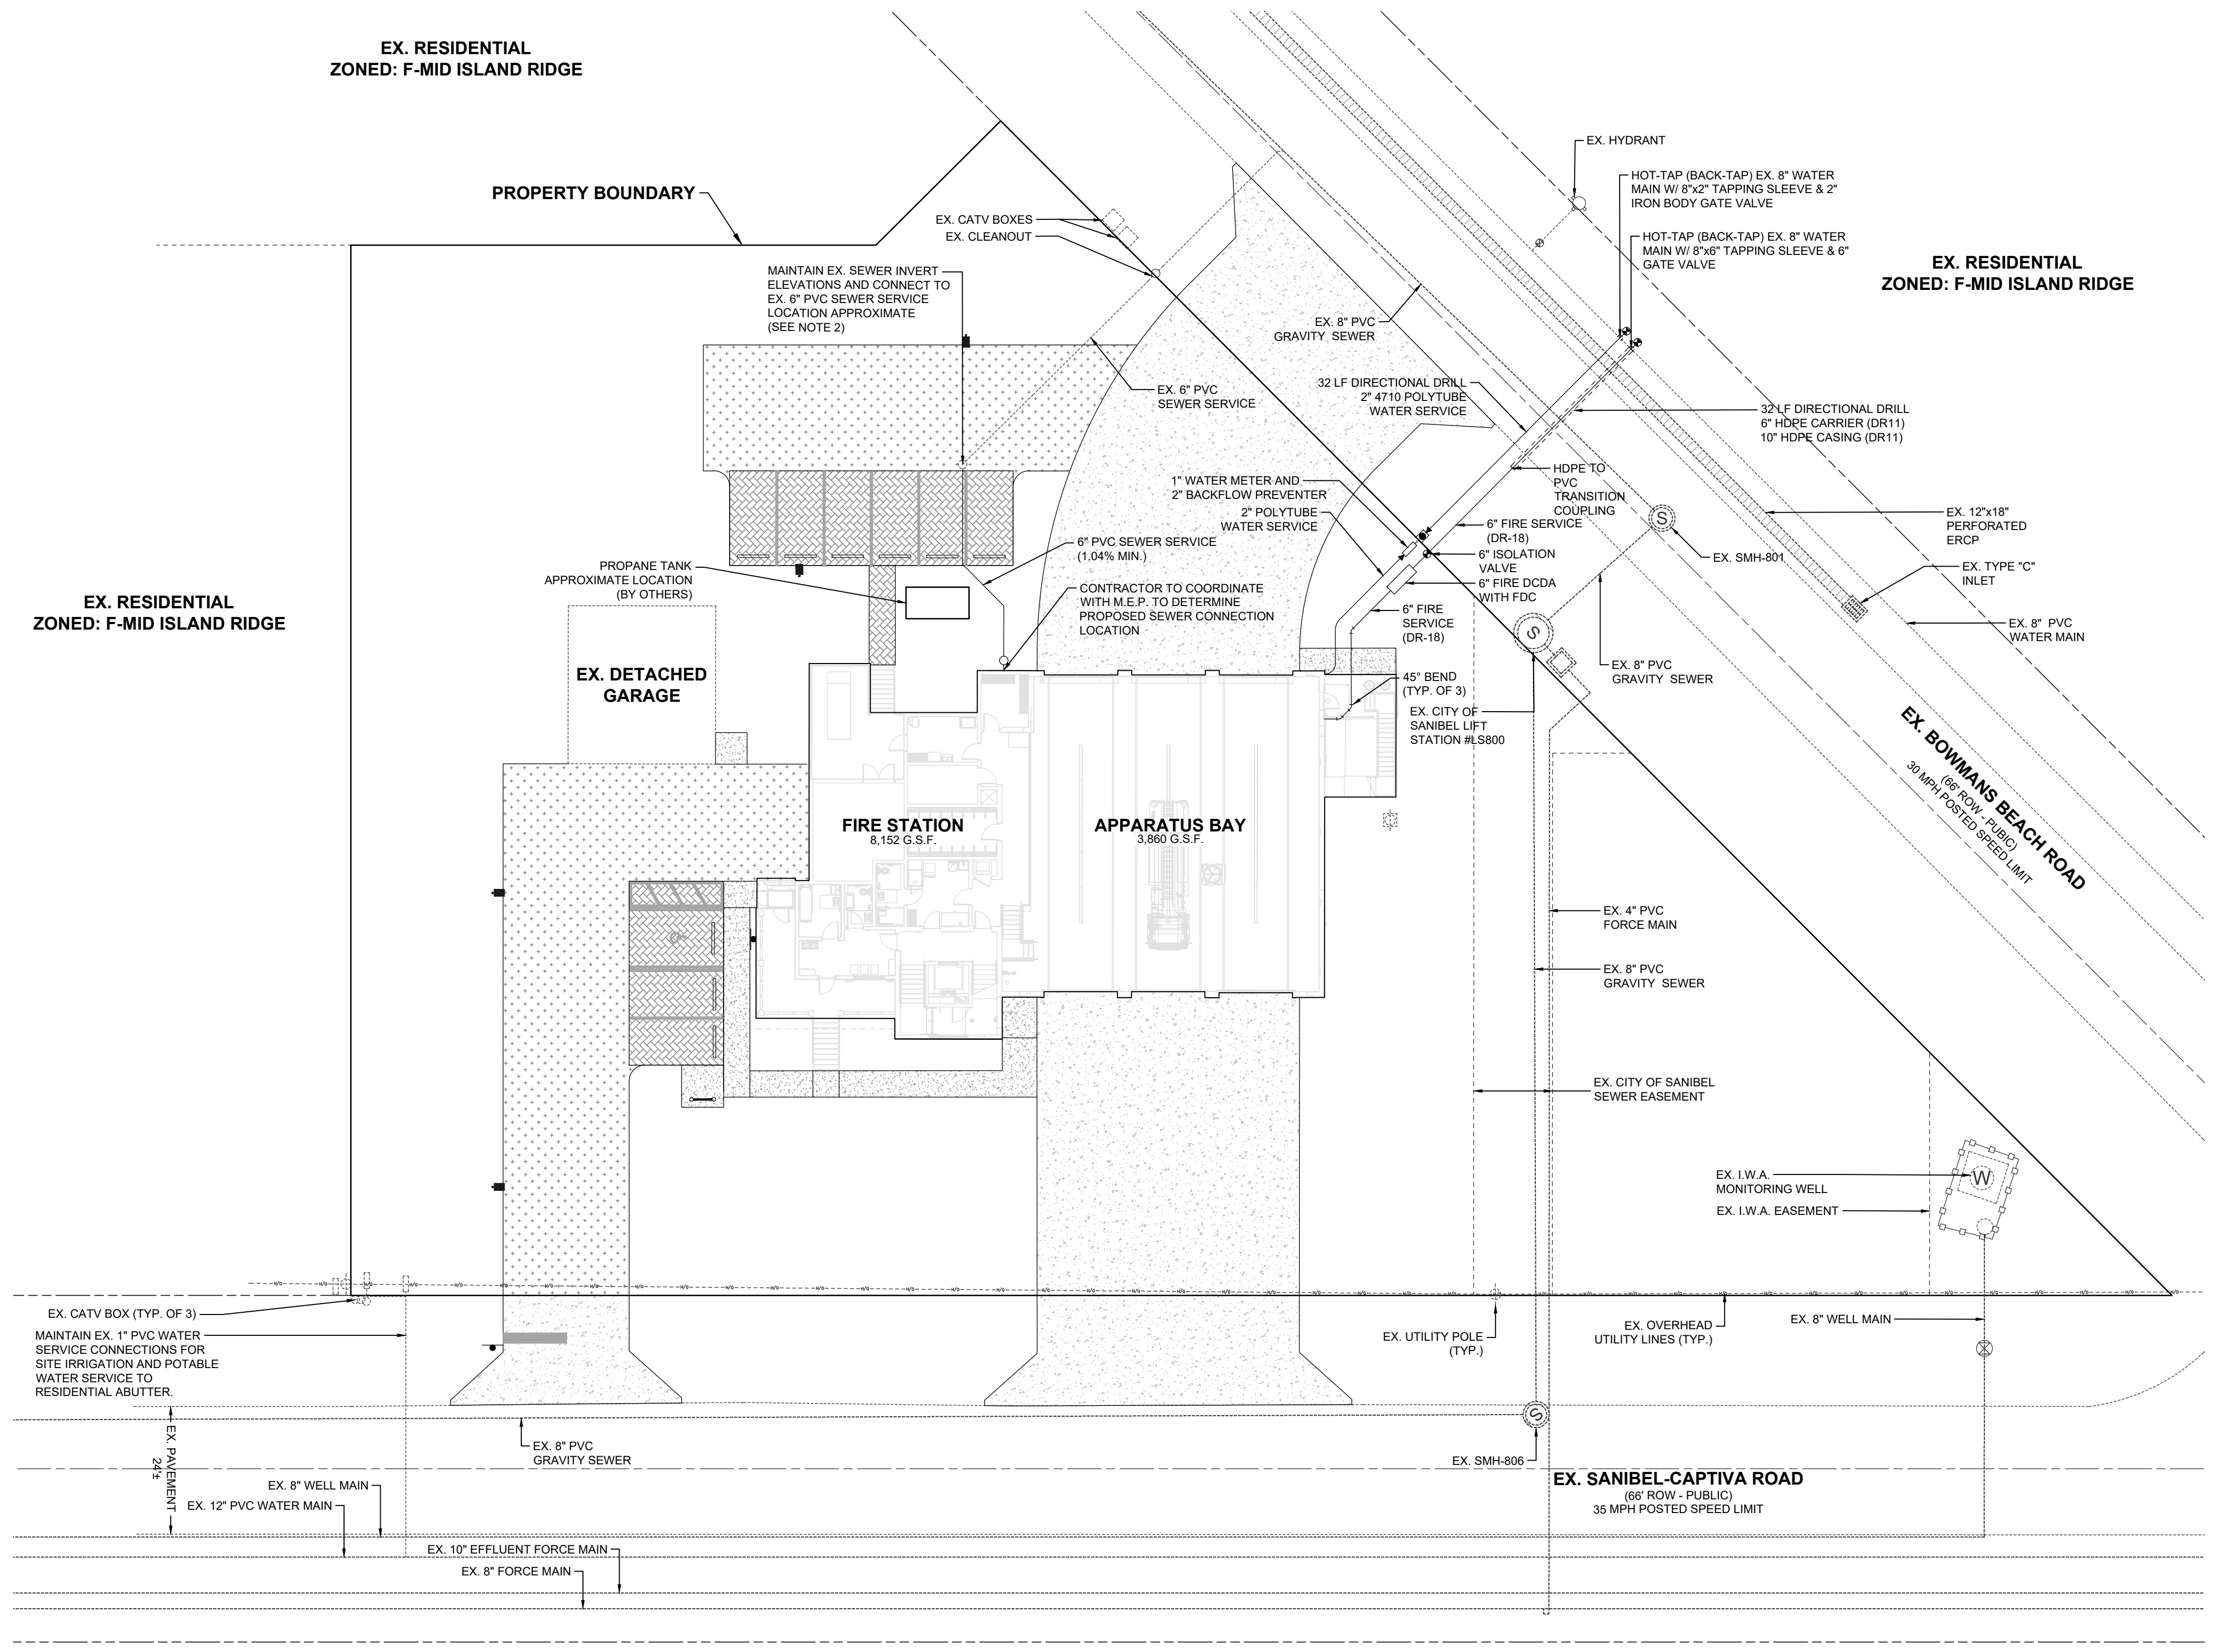 EX. RESIDENTIAL
ZONED: F-MID ISLAND RIDGE
PROPERTY BOUNDARY
EX. CATV BOXES
EX. CLEANOUT
MAINTAIN EX. SEWER INVERT
ELEVATIONS AND CONNECT TO
EX. 6" PVC SEWER SERVICE
LOCATION APPROXIMATE
(SEE NOTE 2)
EX. HYDRANT
HOT-TAP (BACK-TAP) EX. 8" WATER
MAIN W/ 8"x2" TAPPING SLEEVE & 2"
IRON BODY GATE VALVE
HOT-TAP (BACK-TAP) EX. 8" WATER
MAIN W/ 8"x6" TAPPING SLEEVE & 6"
GATE VALVE
EX. RESIDENTIAL
ZONED: F-MID ISLAND RIDGE
EX. 8" PVC
GRAVITY SEWER
EX. 6" PVC
SEWER SERVICE
32 LF DIRECTIONAL DRILL
2" 4710 POLYTUBE
WATER SERVICE
32 LF DIRECTIONAL DRILL
6" HDPE CARRIER (DR11)
10" HDPE CASING (DR11)
HDPE TO
PVC
TRANSITION
COUPLING
1" WATER METER AND
2" BACKFLOW PREVENTER
2" POLYTUBE
WATER SERVICE
6" FIRE SERVICE
(DR-18)
6" ISOLATION
VALVE
6" FIRE DCDA
WITH FDC
6" FIRE
SERVICE
(DR-18)
S
EX. SMH-801
EX. 12"x18"
PERFORATED
ERCP
EX. TYPE "C"
INLET
EX. 8" PVC
WATER MAIN
6" PVC SEWER SERVICE
(1.04% MIN.)
PROPANE TANK
APPROXIMATE LOCATION
(BY OTHERS)
CONTRACTOR TO COORDINATE
WITH M.E.P. TO DETERMINE
PROPOSED SEWER CONNECTION
LOCATION
EX. RESIDENTIAL
ZONED: F-MID ISLAND RIDGE
EX. DETACHED
GARAGE
S
EX. 8" PVC
GRAVITY SEWER
45° BEND
(TYP. OF 3)
EX. CITY OF
SANIBEL LIFT
STATION #LS800
EX. BOWMANS BEACH ROAD
(66' ROW - PUBIC)
30 MPH POSTED SPEED LIMIT
FIRE STATION
8,152 G.S.F.
APPARATUS BAY
3,860 G.S.F.
EX. 4" PVC
FORCE MAIN
EX. 8" PVC
GRAVITY SEWER
EX. CITY OF SANIBEL
SEWER EASEMENT
EX. I.W.A.
MONITORING WELL
W
EX. I.W.A. EASEMENT
EX. CATV BOX (TYP. OF 3)
MAINTAIN EX. 1" PVC WATER
SERVICE CONNECTIONS FOR
SITE IRRIGATION AND POTABLE
WATER SERVICE TO
RESIDENTIAL ABUTTER.
EX. UTILITY POLE
(TYP.)
EX. OVERHEAD
UTILITY LINES (TYP.)
EX. 8" WELL MAIN
EX. PAVEMENT
24'±
EX. 8" PVC
GRAVITY SEWER
S
EX. SMH-806
EX. SANIBEL-CAPTIVA ROAD
(66' ROW - PUBLIC)
35 MPH POSTED SPEED LIMIT
EX. 8" WELL MAIN
EX. 12" PVC WATER MAIN
EX. 10" EFFLUENT FORCE MAIN
EX. 8" FORCE MAIN